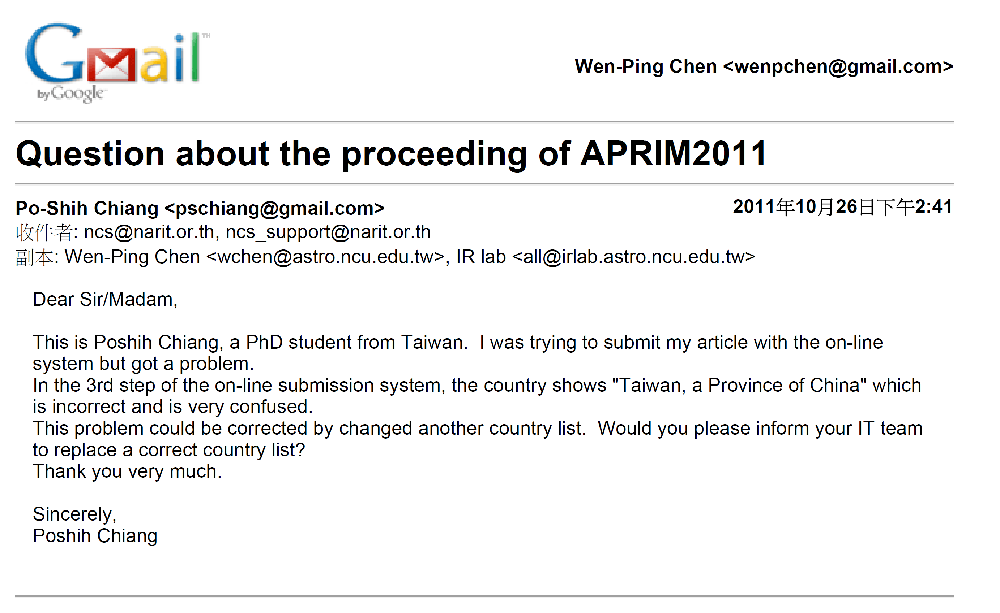 Gmail™
by Google™
Wen-Ping Chen <wenpchen@gmail.com>
Question about the proceeding of APRIM2011
Po-Shih Chiang <pschiang@gmail.com> 2011年10月26日下午2:41
收件者: ncs@narit.or.th, ncs_support@narit.or.th
副本: Wen-Ping Chen <wchen@astro.ncu.edu.tw>, IR lab <all@irlab.astro.ncu.edu.tw>
Dear Sir/Madam,
This is Poshih Chiang, a PhD student from Taiwan.  I was trying to submit my article with the on-line
system but got a problem.
In the 3rd step of the on-line submission system, the country shows "Taiwan, a Province of China" which
is incorrect and is very confused.
This problem could be corrected by changed another country list.  Would you please inform your IT team
to replace a correct country list?
Thank you very much.
Sincerely,
Poshih Chiang